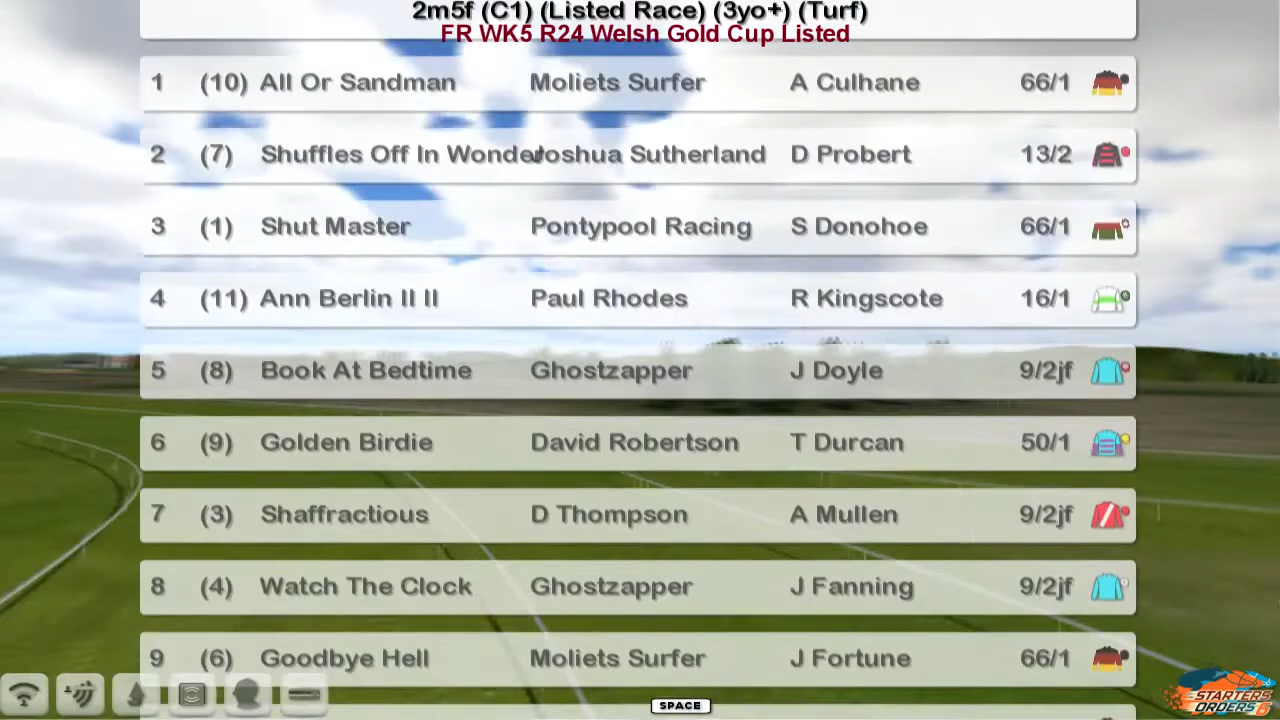 2m5f (C1) (Listed Race) (3yo+) (Turf)
FR WK5 R24 Welsh Gold Cup Listed
1 (10) All Or Sandman Moliets Surfer A Culhane 66/1
2 (7) Shuffles Off In Wonder Joshua Sutherland D Probert 13/2
3 (1) Shut Master Pontypool Racing S Donohoe 66/1
4 (11) Ann Berlin II II Paul Rhodes R Kingscote 16/1
5 (8) Book At Bedtime Ghostzapper J Doyle 9/2jf
6 (9) Golden Birdie David Robertson T Durcan 50/1
7 (3) Shaffractious D Thompson A Mullen 9/2jf
8 (4) Watch The Clock Ghostzapper J Fanning 9/2jf
9 (6) Goodbye Hell Moliets Surfer J Fortune 66/1
SPACE
STARTERS
ORDERS 6